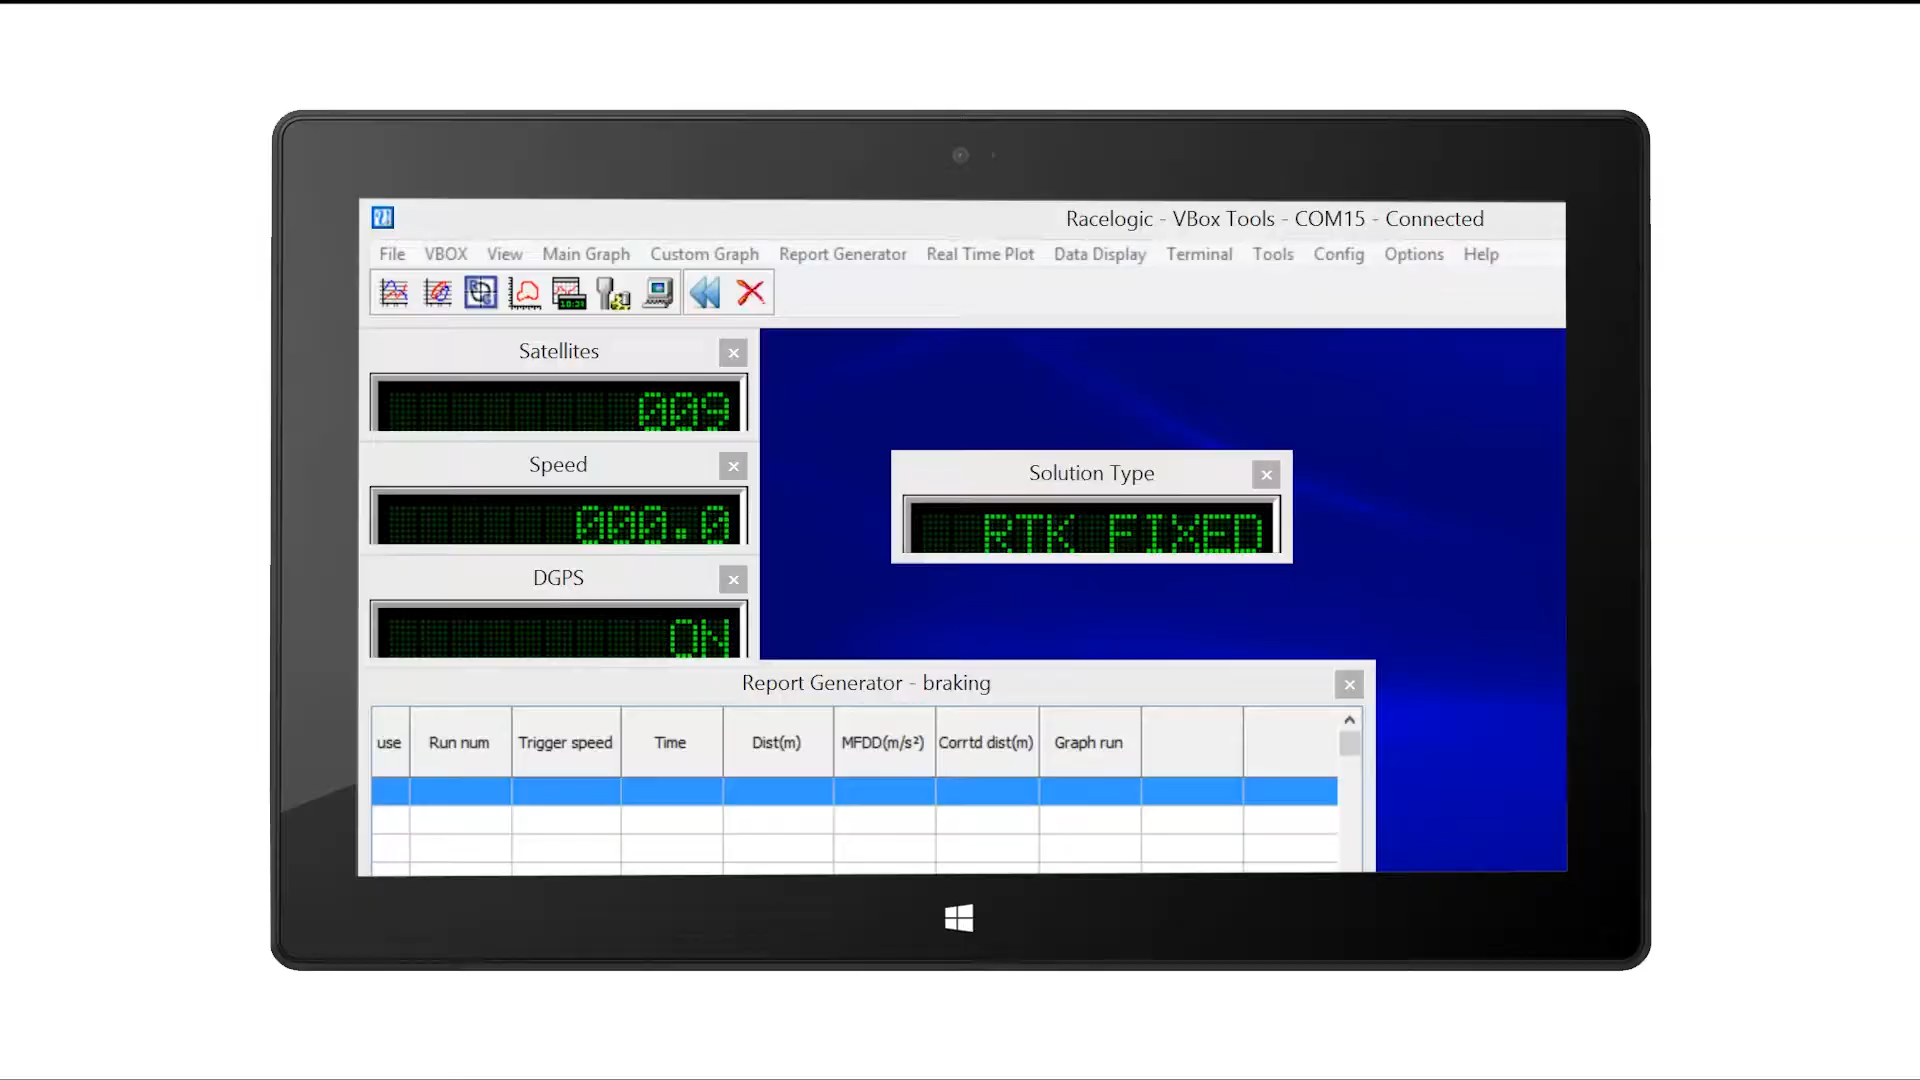 Racelogic - VBox Tools - COM15 - Connected
File VBOX View Main Graph Custom Graph Report Generator Real Time Plot Data Display Terminal Tools Config Options Help
Satellites
009
Speed
000.0
DGPS
ON
Solution Type
RTK FIXED
Report Generator - braking
use Run num Trigger speed Time Dist(m) MFDD(m/s²) Corrtd dist(m) Graph run